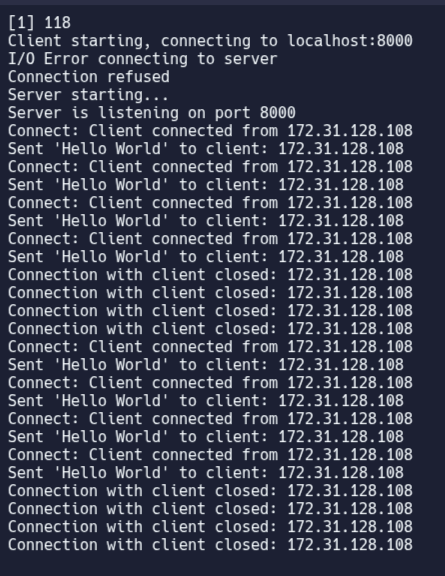 [1] 118
Client starting, connecting to localhost:8000
I/O Error connecting to server
Connection refused
Server starting...
Server is listening on port 8000
Connect: Client connected from 172.31.128.108
Sent 'Hello World' to client: 172.31.128.108
Connect: Client connected from 172.31.128.108
Sent 'Hello World' to client: 172.31.128.108
Connect: Client connected from 172.31.128.108
Sent 'Hello World' to client: 172.31.128.108
Connect: Client connected from 172.31.128.108
Sent 'Hello World' to client: 172.31.128.108
Connection with client closed: 172.31.128.108
Connection with client closed: 172.31.128.108
Connection with client closed: 172.31.128.108
Connection with client closed: 172.31.128.108
Connect: Client connected from 172.31.128.108
Sent 'Hello World' to client: 172.31.128.108
Connect: Client connected from 172.31.128.108
Sent 'Hello World' to client: 172.31.128.108
Connect: Client connected from 172.31.128.108
Sent 'Hello World' to client: 172.31.128.108
Connect: Client connected from 172.31.128.108
Sent 'Hello World' to client: 172.31.128.108
Connection with client closed: 172.31.128.108
Connection with client closed: 172.31.128.108
Connection with client closed: 172.31.128.108
Connection with client closed: 172.31.128.108